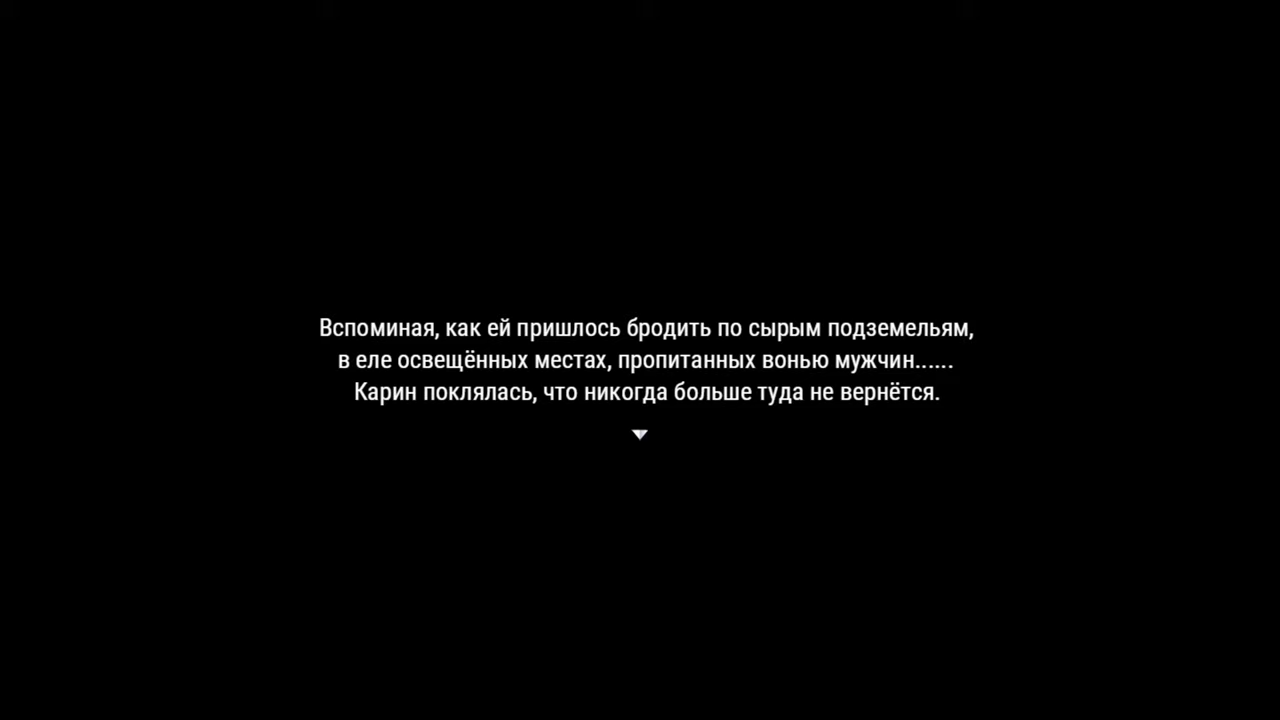 Вспоминая, как ей пришлось бродить по сырым подземельям,
в еле освещённых местах, пропитанных вонью мужчин......
Карин поклялась, что никогда больше туда не вернётся.